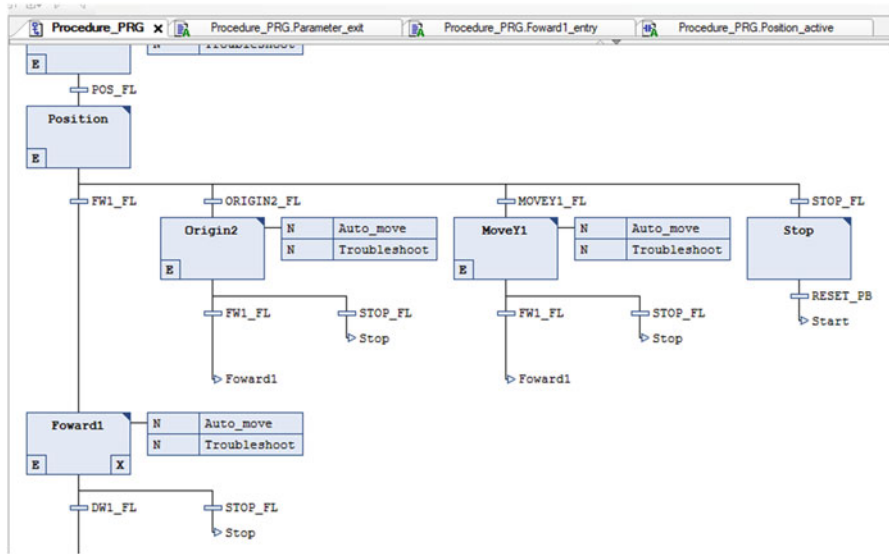 Procedure_PRG X Procedure_PRG.Parameter_exit Procedure_PRG.Foward1_entry Procedure_PRG.Position_active
N Troubleshoot
E
POS_FL
Position
E
FW1_FL ORIGIN2_FL MOVEY1_FL STOP_FL
Origin2 N Auto_move MoveY1 N Auto_move Stop
N Troubleshoot N Troubleshoot
E E
RESET_PB
FW1_FL STOP_FL FW1_FL STOP_FL
Start
Stop Stop
Foward1 Foward1
Foward1 N Auto_move
N Troubleshoot
E X
DW1_FL STOP_FL
Stop